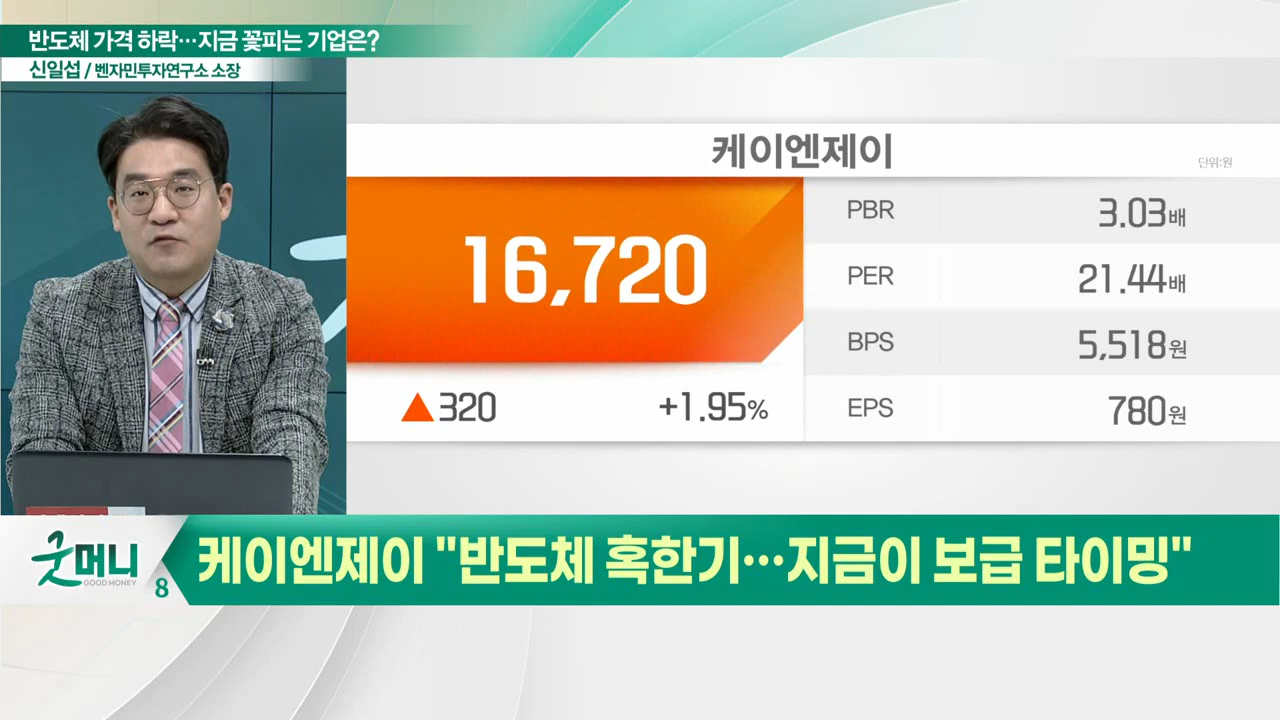 반도체 가격 하락…지금 꽃피는 기업은?
신일섭 / 벤자민투자연구소 소장
케이엔제이
단위:원
16,720
▲320 +1.95%
PBR 3.03배
PER 21.44배
BPS 5,518원
EPS 780원
굿머니
GOOD MONEY
8
케이엔제이 "반도체 혹한기…지금이 보급 타이밍"